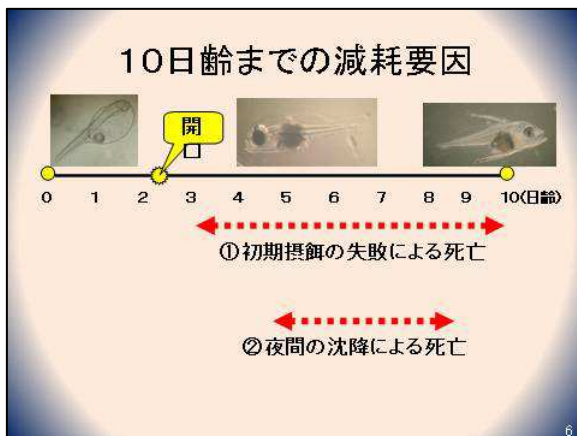 10日齢までの減耗要因
開
口
0 1 2 3 4 5 6 7 8 9 10(日齢)
①初期摂餌の失敗による死亡
②夜間の沈降による死亡
6